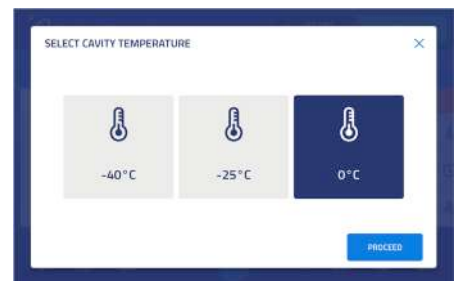 SELECT CAVITY TEMPERATURE
-40°C
-25°C
0°C
PROCEED